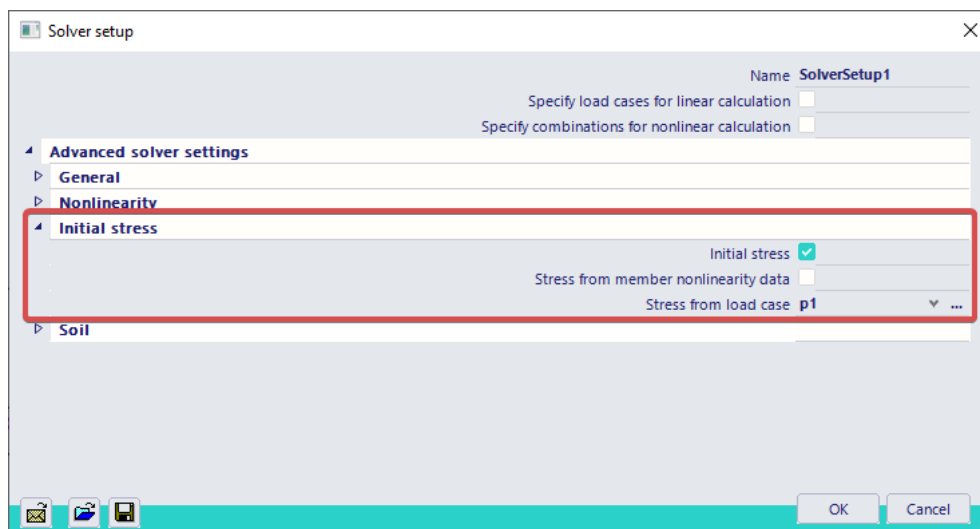 Solver setup
Name SolverSetup1
Specify load cases for linear calculation
Specify combinations for nonlinear calculation
Advanced solver settings
General
Nonlinearity
Initial stress
Initial stress
Stress from member nonlinearity data
Stress from load case p1 ...
Soil
OK Cancel